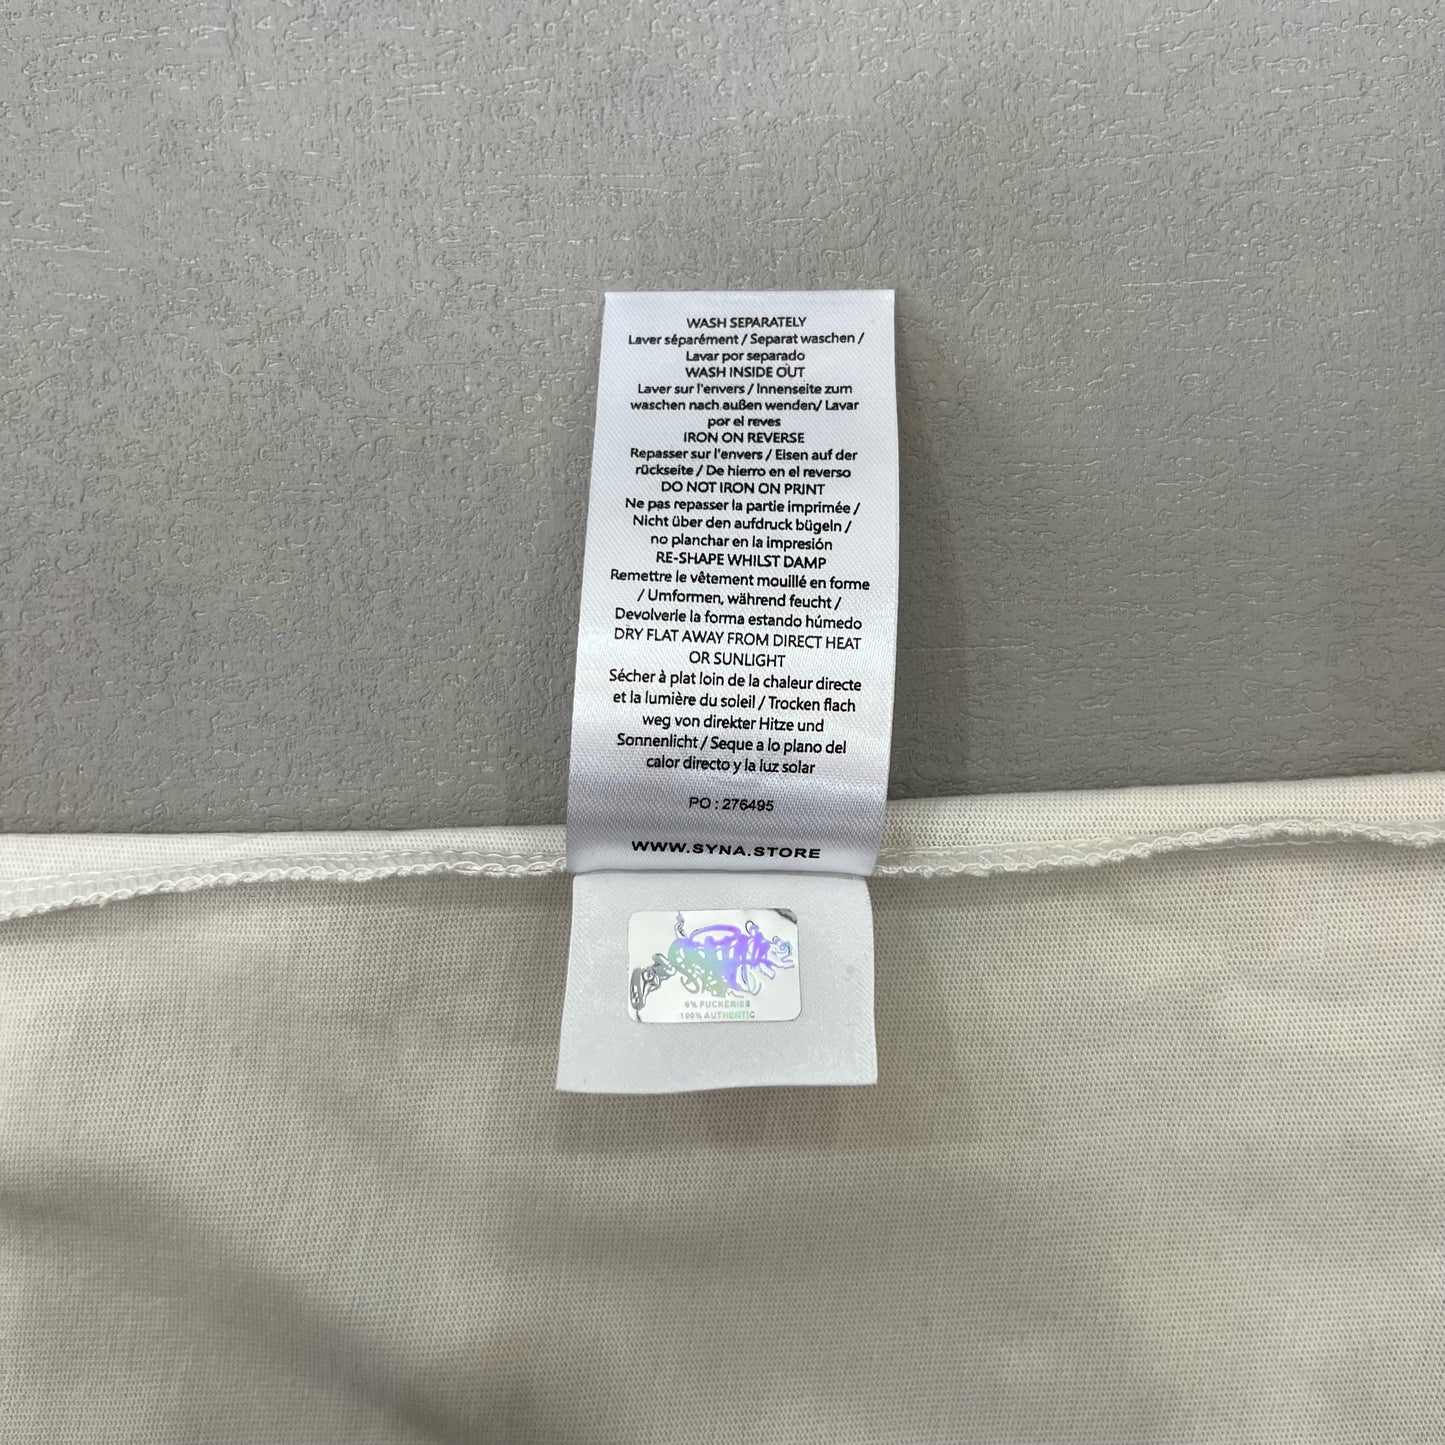 WASH SEPARATELY
Laver séparément / Separat waschen /
Lavar por separado
WASH INSIDE OUT
Laver sur l'envers / Innenseite zum
waschen nach außen wenden/ Lavar
por el reves
IRON ON REVERSE
Repasser sur l'envers / Eisen auf der
rückseite / De hierro en el reverso
DO NOT IRON ON PRINT
Ne pas repasser la partie imprimée /
Nicht über den aufdruck bügeln /
no planchar en la impresión
RE-SHAPE WHILST DAMP
Remettre le vêtement mouillé en forme
/ Umformen, während feucht /
Devolverle la forma estando húmedo
DRY FLAT AWAY FROM DIRECT HEAT
OR SUNLIGHT
Sécher à plat loin de la chaleur directe
et la lumière du soleil / Trocken flach
weg von direkter Hitze und
Sonnenlicht / Seque a lo plano del
calor directo y la luz solar
PO : 276495
WWW.SYNA.STORE
0% FUCKERIES
100% AUTHENTIC